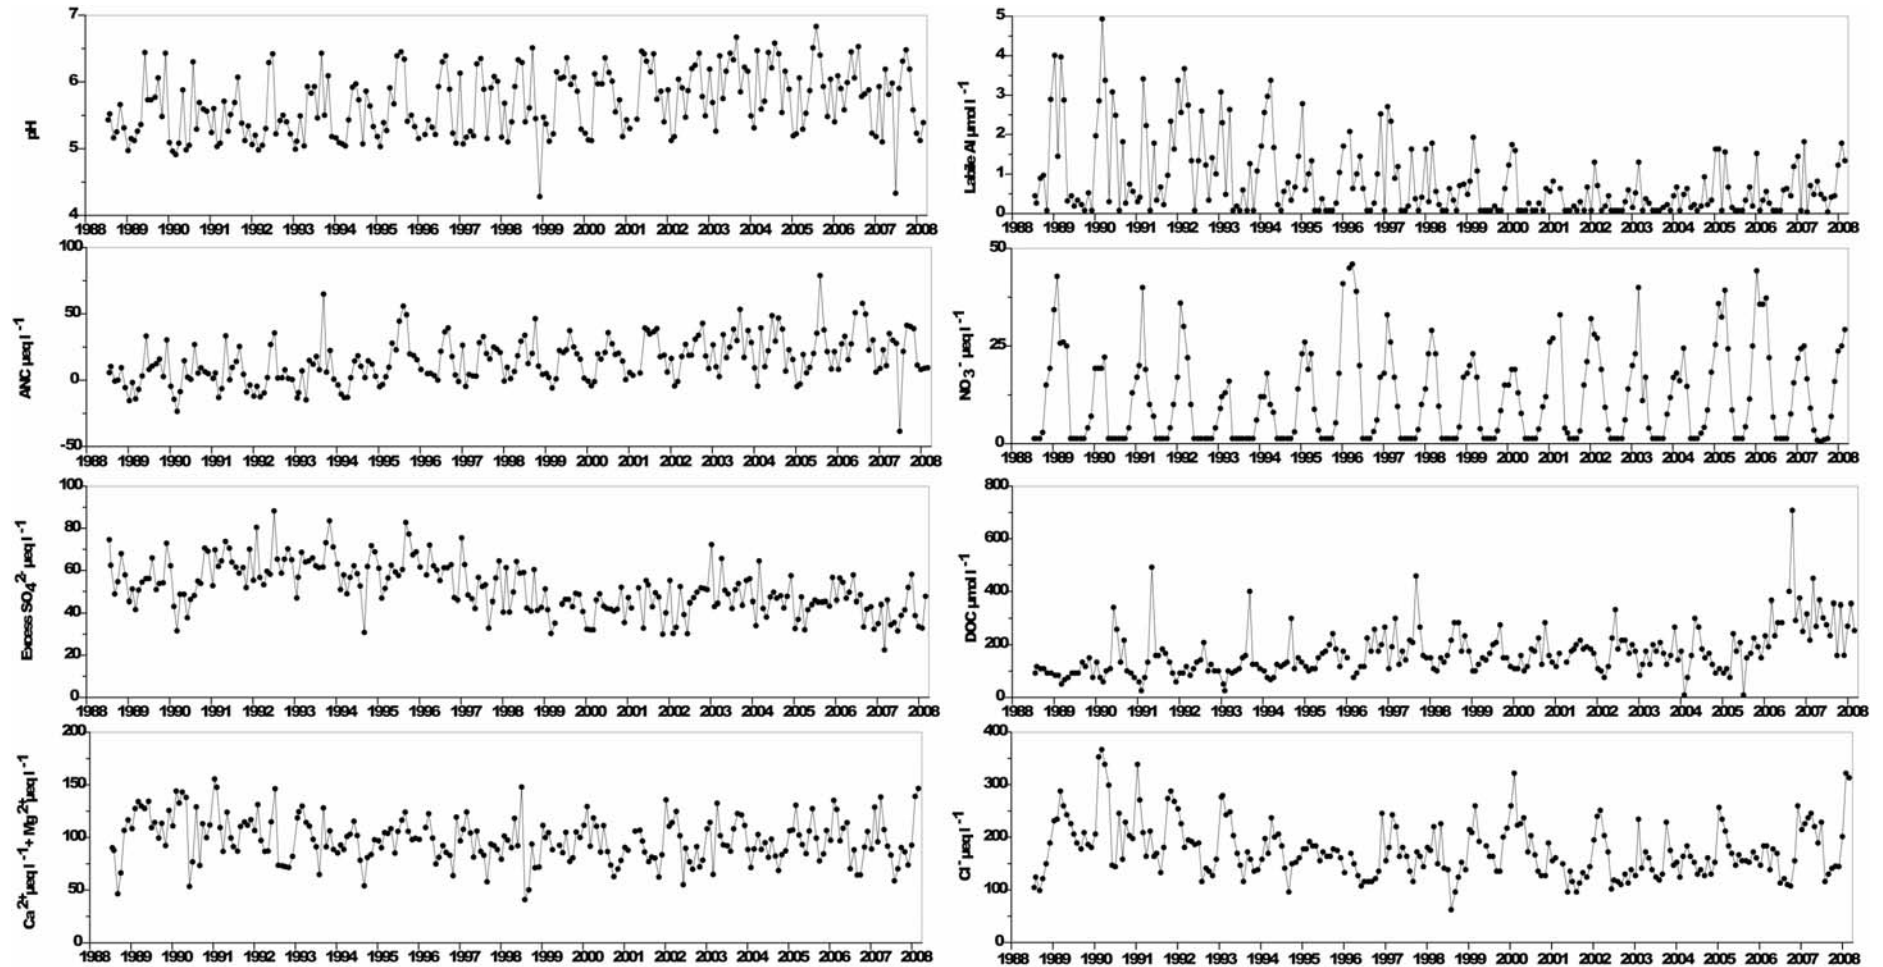 7
6
5
4
pH
1988 1989 1990 1991 1992 1993 1994 1995 1996 1997 1998 1999 2000 2001 2002 2003 2004 2005 2006 2007 2008
5
4
3
2
1
0
Labile Al µmol l⁻¹
1988 1989 1990 1991 1992 1993 1994 1995 1996 1997 1998 1999 2000 2001 2002 2003 2004 2005 2006 2007 2008
100
50
0
-50
ANC µeq l⁻¹
1988 1989 1990 1991 1992 1993 1994 1995 1996 1997 1998 1999 2000 2001 2002 2003 2004 2005 2006 2007 2008
50
25
0
NO₃⁻ µeq l⁻¹
1988 1989 1990 1991 1992 1993 1994 1995 1996 1997 1998 1999 2000 2001 2002 2003 2004 2005 2006 2007 2008
100
80
60
40
20
0
Excess SO₄²⁻ µeq l⁻¹
1988 1989 1990 1991 1992 1993 1994 1995 1996 1997 1998 1999 2000 2001 2002 2003 2004 2005 2006 2007 2008
800
600
400
200
0
DOC µmol l⁻¹
1988 1989 1990 1991 1992 1993 1994 1995 1996 1997 1998 1999 2000 2001 2002 2003 2004 2005 2006 2007 2008
200
150
100
50
0
Ca²⁺µeq l⁻¹+Mg²⁺µeq l⁻¹
1988 1989 1990 1991 1992 1993 1994 1995 1996 1997 1998 1999 2000 2001 2002 2003 2004 2005 2006 2007 2008
400
300
200
100
0
Cl⁻ µeq l⁻¹
1988 1989 1990 1991 1992 1993 1994 1995 1996 1997 1998 1999 2000 2001 2002 2003 2004 2005 2006 2007 2008